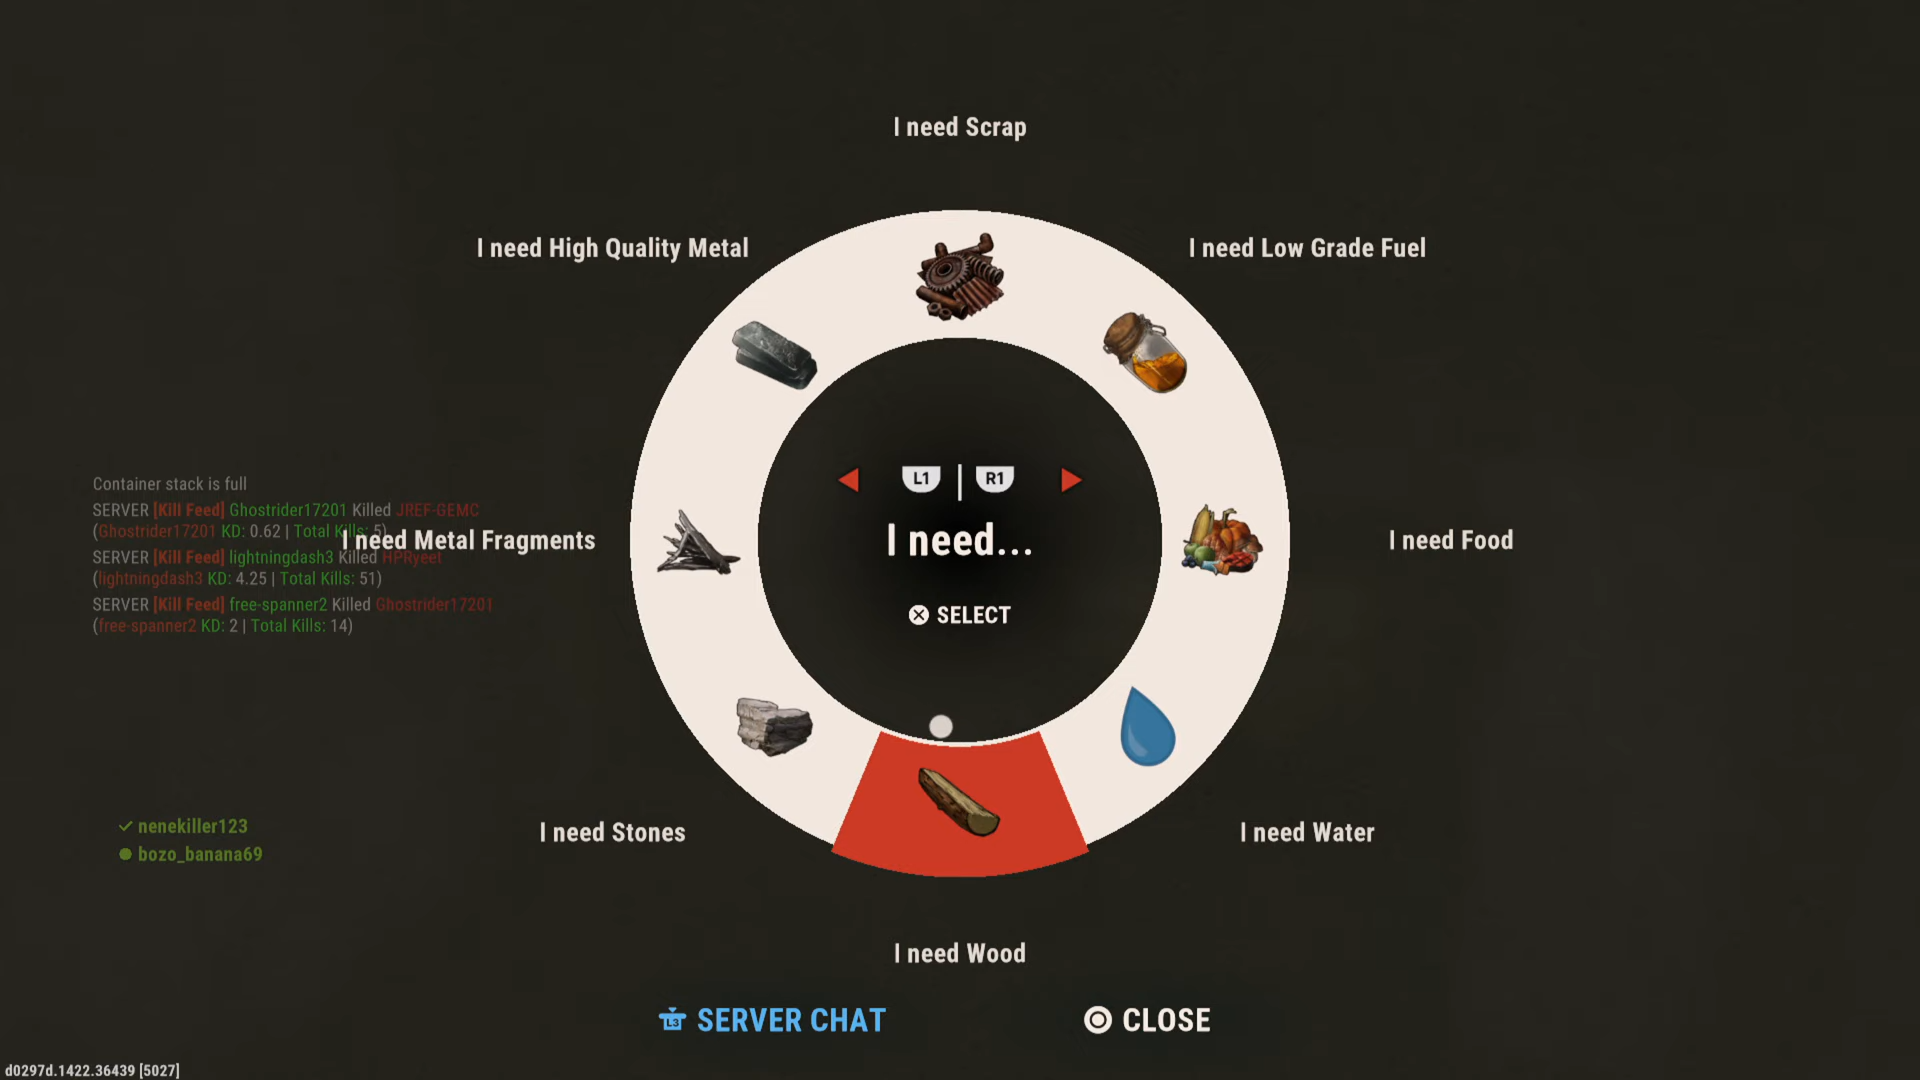 I need Scrap
I need High Quality Metal
I need Low Grade Fuel
L1 | R1
Container stack is full
SERVER [Kill Feed] Ghostrider17201 Killed JREF-GEMC
(Ghostrider17201 KD: 0.62 | Total Kills: 5)
I need Metal Fragments
I need...
I need Food
SERVER [Kill Feed] lightningdash3 Killed HPRyeet
(lightningdash3 KD: 4.25 | Total Kills: 51)
SERVER [Kill Feed] free-spanner2 Killed Ghostrider17201
(free-spanner2 KD: 2 | Total Kills: 14)
SELECT
nenekiller123
bozo_banana69
I need Stones
I need Water
I need Wood
L3 SERVER CHAT
CLOSE
d0297d.1422.36439 [5027]